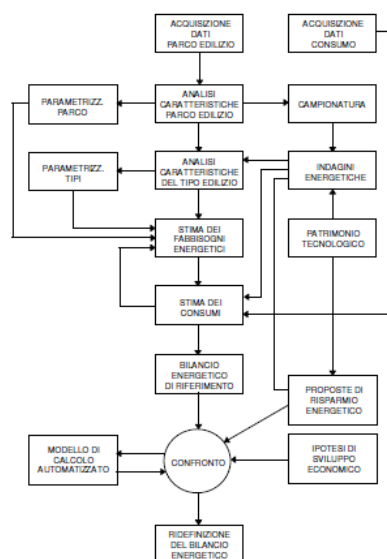 ACQUISIZIONE
DATI
PARCO EDILIZIO
ACQUISIZIONE
DATI
CONSUMO
PARAMETRIZZ.
PARCO
ANALISI
CARATTERISTICHE
PARCO EDILIZIO
CAMPIONATURA
PARAMETRIZZ.
TIPI
ANALISI
CARATTERISTICHE
DEL TIPO EDILIZIO
INDAGINI
ENERGETICHE
STIMA DEI
FABBISOGNI
ENERGETICI
PATRIMONIO
TECNOLOGICO
STIMA DEI
CONSUMI
BILANCIO
ENERGETICO
DI RIFERIMENTO
PROPOSTE DI
RISPARMIO
ENERGETICO
MODELLO DI
CALCOLO
AUTOMATIZZATO
CONFRONTO
IPOTESI DI
SVILUPPO
ECONOMICO
RIDEFINIZIONE
DEL BILANCIO
ENERGETICO